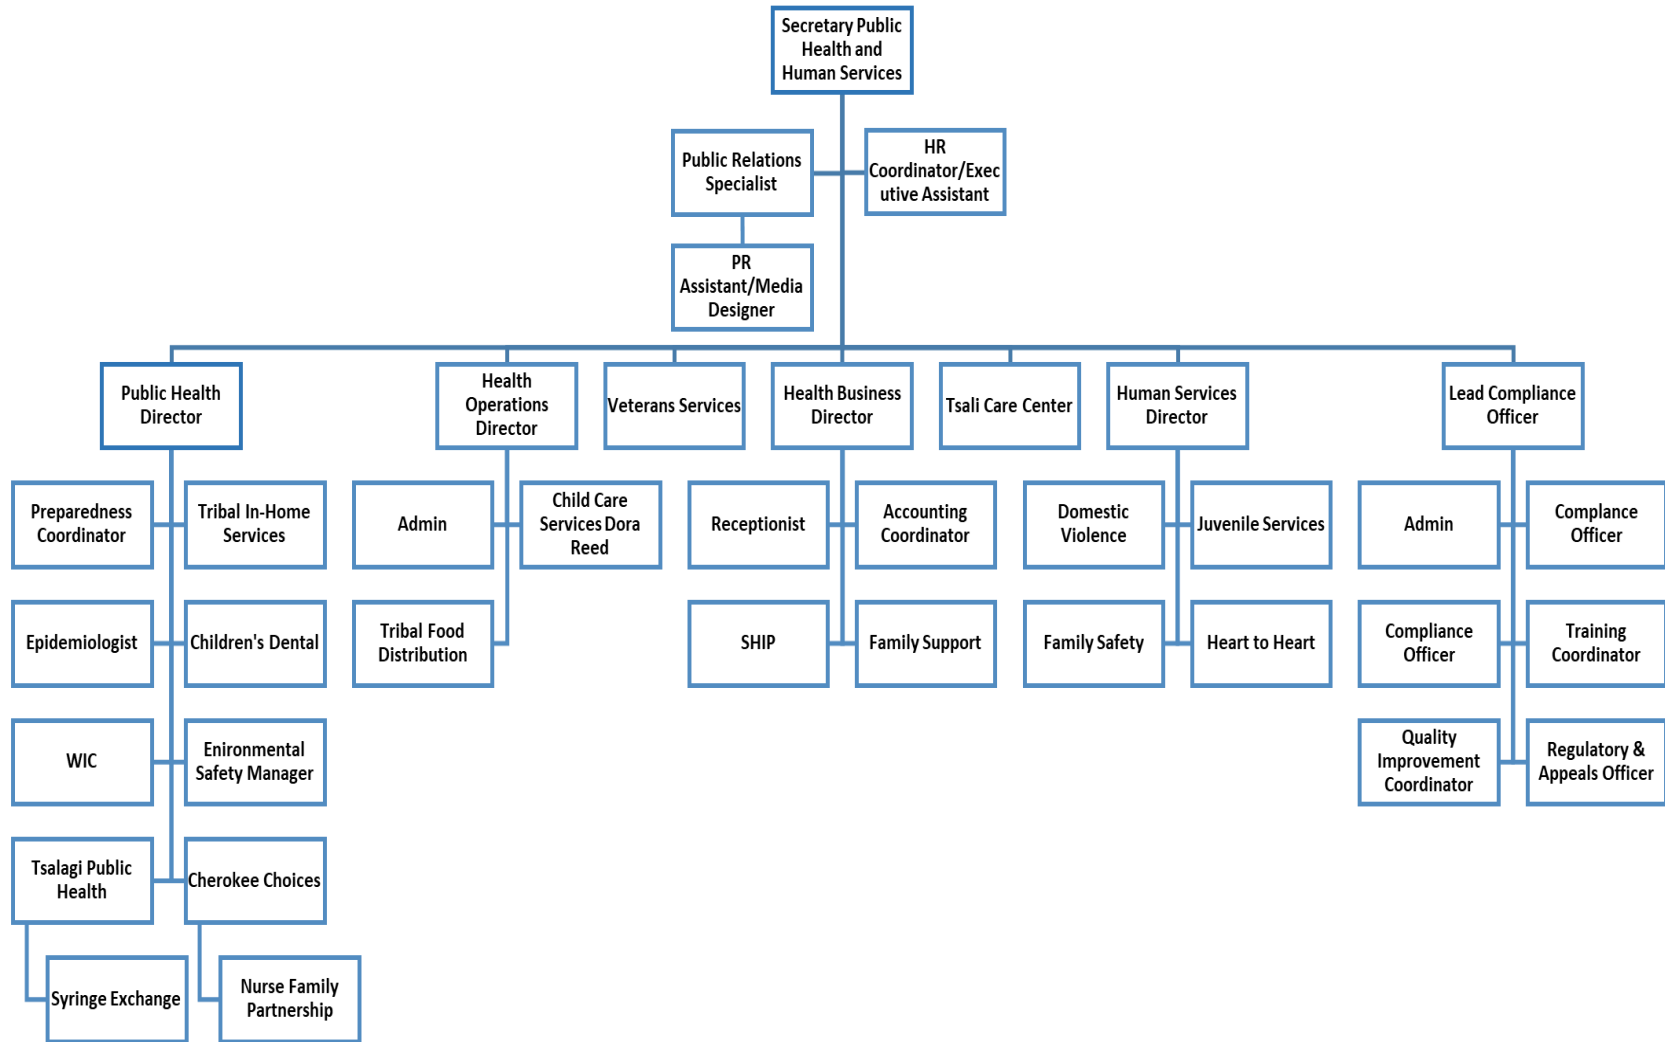 Secretary Public
Health and
Human Services
Public Relations
Specialist
HR
Coordinator/Exec
utive Assistant
PR
Assistant/Media
Designer
Public Health
Director
Health
Operations
Director
Veterans Services
Health Business
Director
Tsali Care Center
Human Services
Director
Lead Compliance
Officer
Preparedness
Coordinator
Tribal In-Home
Services
Admin
Child Care
Services Dora
Reed
Receptionist
Accounting
Coordinator
Domestic
Violence
Juvenile Services
Admin
Complance
Officer
Epidemiologist
Children's Dental
Tribal Food
Distribution
SHIP
Family Support
Family Safety
Heart to Heart
Compliance
Officer
Training
Coordinator
WIC
Enironmental
Safety Manager
Quality
Improvement
Coordinator
Regulatory &
Appeals Officer
Tsalagi Public
Health
Cherokee Choices
Syringe Exchange
Nurse Family
Partnership